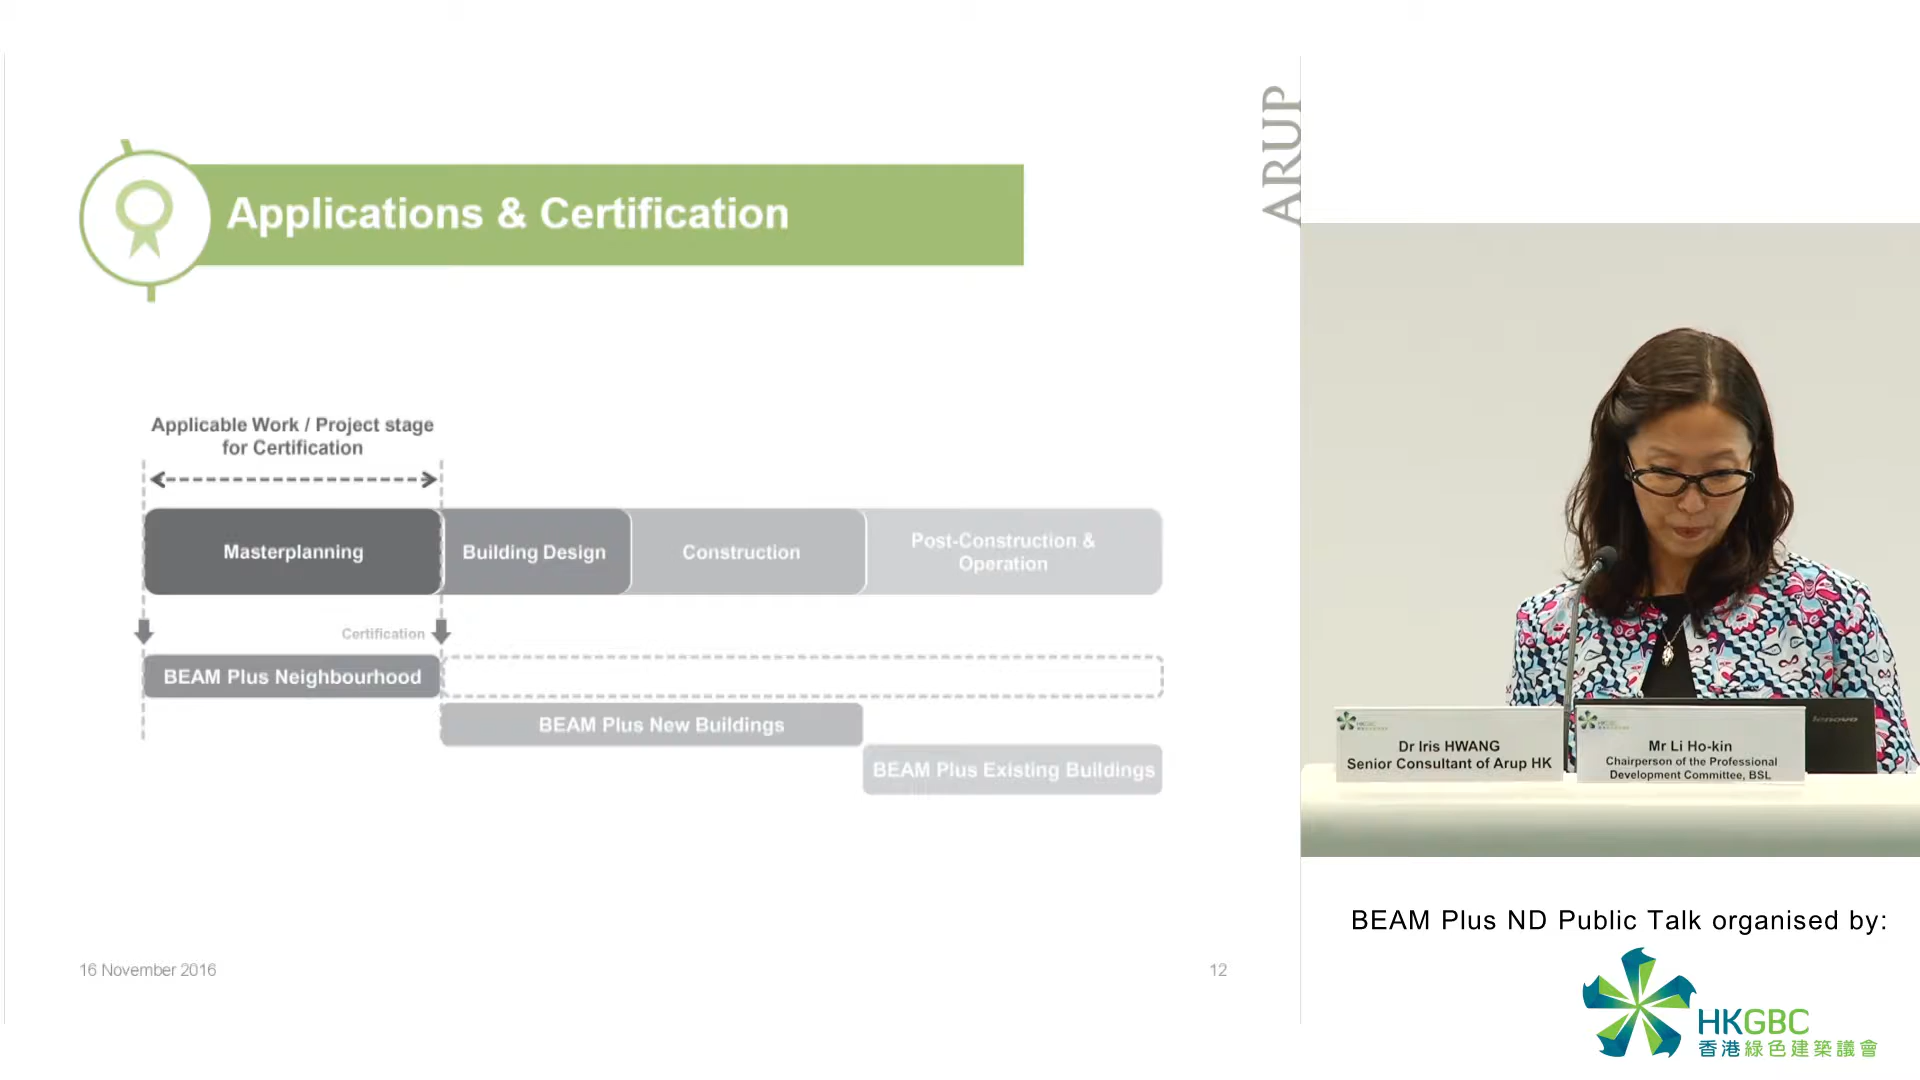 ARUP
Applications & Certification
Applicable Work / Project stage
for Certification
Masterplanning
Building Design
Construction
Post-Construction &
Operation
Certification
BEAM Plus Neighbourhood
BEAM Plus New Buildings
BEAM Plus Existing Buildings
16 November 2016
12
HKGBC
Dr Iris HWANG
Senior Consultant of Arup HK
HKGBC
Mr Li Ho-kin
Chairperson of the Professional
Development Committee, BSL
lenovo
BEAM Plus ND Public Talk organised by:
HKGBC
香港綠色建築議會